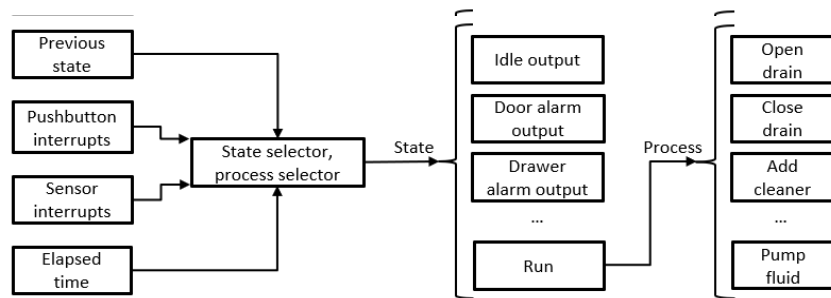 Previous
state
Pushbutton
interrupts
Sensor
interrupts
Elapsed
time
State selector,
process selector
State
Idle output
Door alarm
output
Drawer
alarm output
...
Run
Process
Open
drain
Close
drain
Add
cleaner
...
Pump
fluid